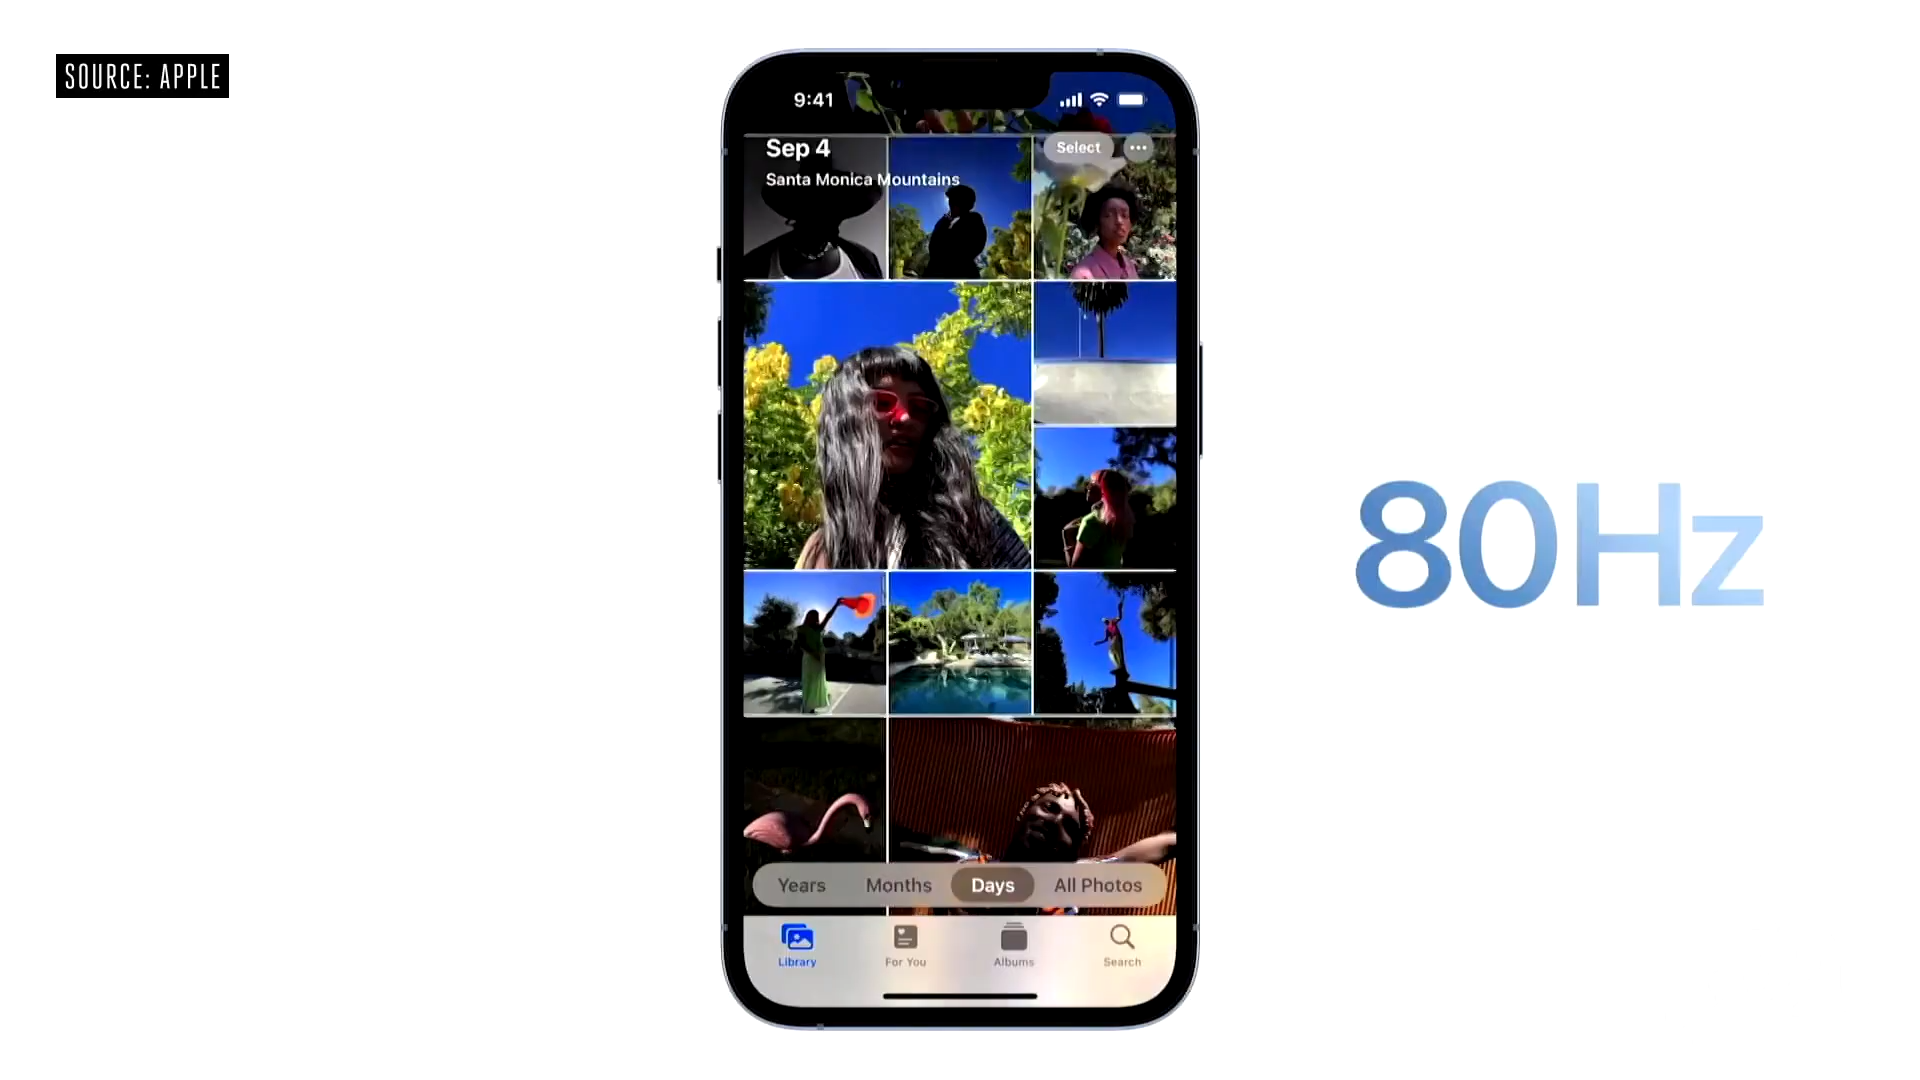 SOURCE: APPLE
9:41
Sep 4
Select
Santa Monica Mountains
80Hz
Years Months Days All Photos
Library For You Albums Search